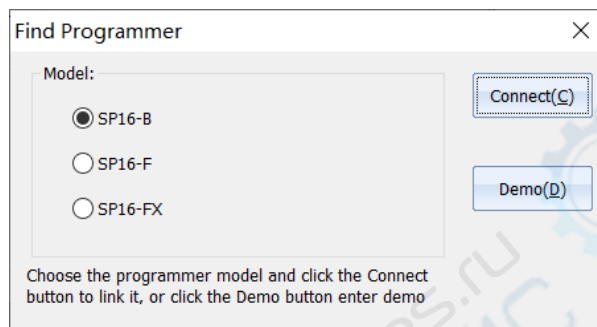 Find Programmer
Model:
SP16-B
SP16-F
SP16-FX
Connect(C)
Demo(D)
Choose the programmer model and click the Connect
button to link it, or click the Demo button enter demo